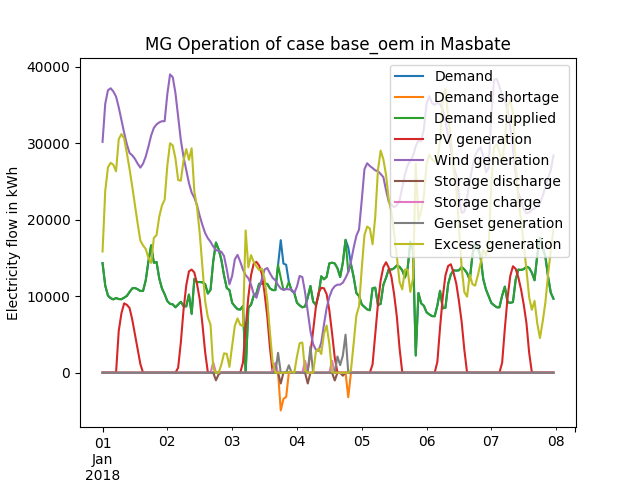 MG Operation of case base_oem in Masbate
Electricity flow in kWh
40000
30000
20000
10000
0
Demand
Demand shortage
Demand supplied
PV generation
Wind generation
Storage discharge
Storage charge
Genset generation
Excess generation
01 02 03 04 05 06 07 08
Jan
2018